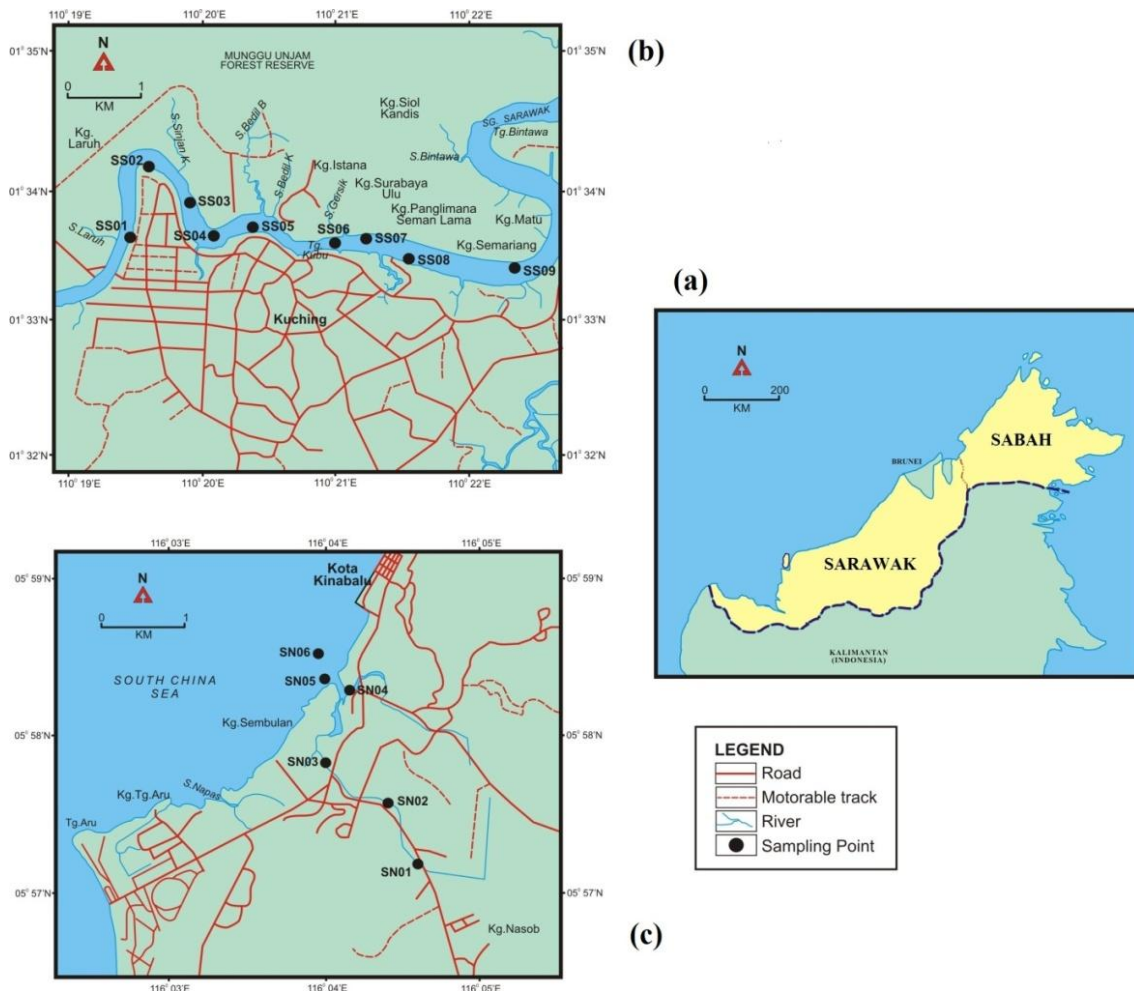 110° 19'E
110° 20'E
110° 21'E
110° 22'E
(b)
01° 35'N
01° 35'N
N
0
1
KM
MUNGGU UNJAM
FOREST RESERVE
Kg.Siol
Kandis
SG. SARAWAK
Tg.Bintawa
S.Bintawa
Kg.
Laruh
S.Sinjan K
S.Bedil B
S.Bedil K
SS02
Kg.Istana
01° 34'N
01° 34'N
S.Gersik
Kg.Surabaya
Ulu
SS03
Kg.Panglimana
Seman Lama
Kg.Matu
SS01
S.Laruh
SS04
SS05
SS06
SS07
Kg.Semariang
Tg.
Kubu
SS08
SS09
01° 33'N
01° 33'N
Kuching
01° 32'N
01° 32'N
110° 19'E
110° 20'E
110° 21'E
110° 22'E
(a)
N
0
200
KM
SABAH
BRUNEI
SARAWAK
KALIMANTAN
(INDONESIA)
116° 03'E
116° 04'E
116° 05'E
05° 59'N
05° 59'N
N
0
1
KM
Kota
Kinabalu
SN06
SOUTH CHINA
SEA
SN05
SN04
Kg.Sembulan
05° 58'N
05° 58'N
SN03
S.Napas
Kg.Tg.Aru
SN02
Tg.Aru
SN01
05° 57'N
05° 57'N
Kg.Nasob
116° 03'E
116° 04'E
116° 05'E
LEGEND
Road
Motorable track
River
Sampling Point
(c)